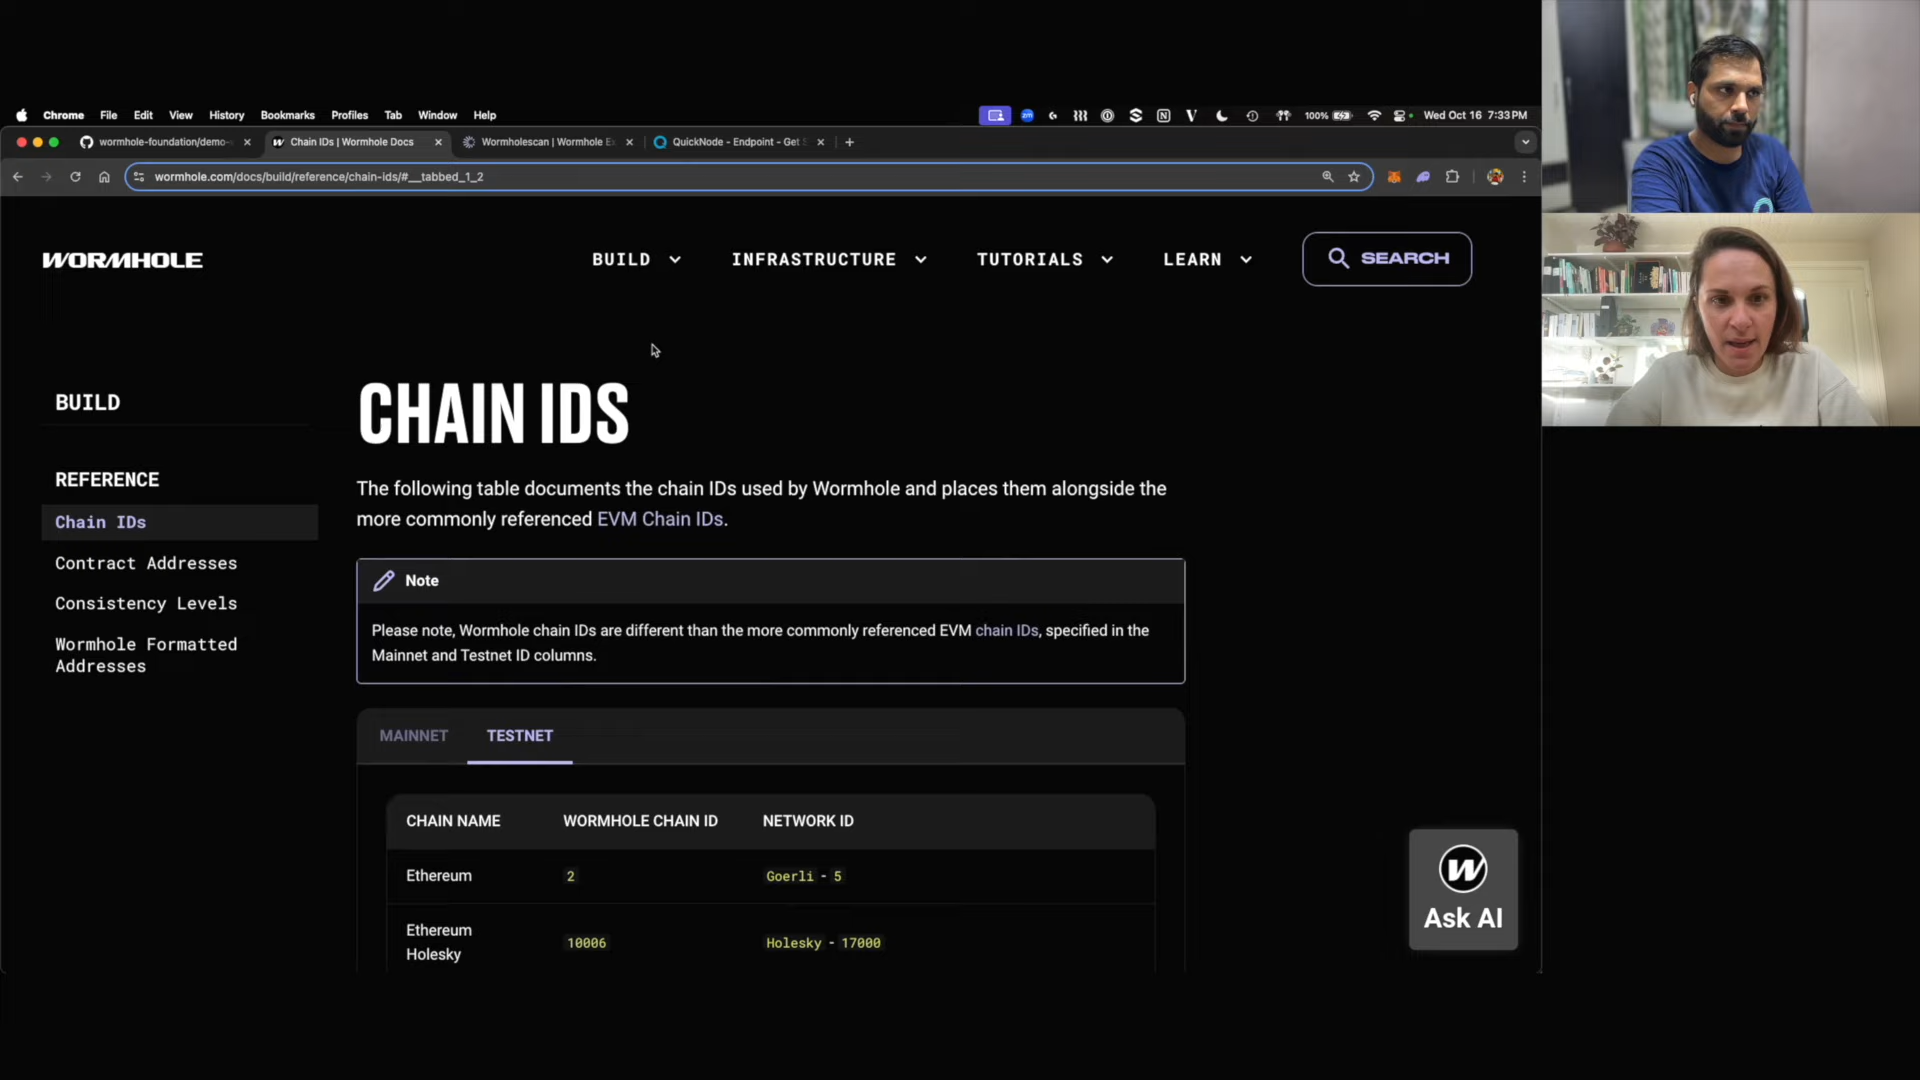 Chrome File Edit View History Bookmarks Profiles Tab Window Help
100% Wed Oct 16 7:33 PM
wormhole-foundation/demo-
Chain IDs | Wormhole Docs
Wormholescan | Wormhole E
QuickNode - Endpoint - Get S
wormhole.com/docs/build/reference/chain-ids/#__tabbed_1_2
WORMHOLE
BUILD
INFRASTRUCTURE
TUTORIALS
LEARN
SEARCH
BUILD
REFERENCE
Chain IDs
Contract Addresses
Consistency Levels
Wormhole Formatted
Addresses
CHAIN IDS
The following table documents the chain IDs used by Wormhole and places them alongside the
more commonly referenced EVM Chain IDs.
Note
Please note, Wormhole chain IDs are different than the more commonly referenced EVM chain IDs, specified in the
Mainnet and Testnet ID columns.
MAINNET TESTNET
CHAIN NAME WORMHOLE CHAIN ID NETWORK ID
Ethereum 2 Goerli - 5
Ethereum
Holesky 10006 Holesky - 17000
Ask AI